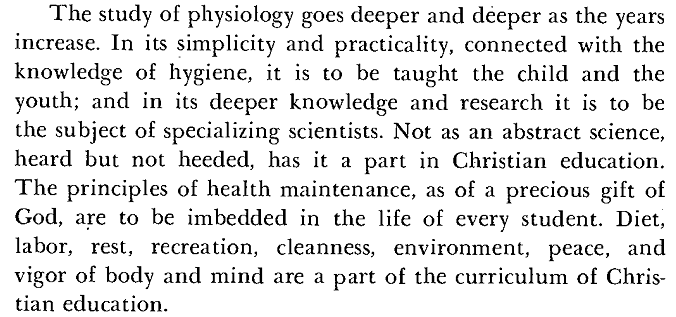 The study of physiology goes deeper and deeper as the years
increase. In its simplicity and practicality, connected with the
knowledge of hygiene, it is to be taught the child and the
youth; and in its deeper knowledge and research it is to be
the subject of specializing scientists. Not as an abstract science,
heard but not heeded, has it a part in Christian education.
The principles of health maintenance, as of a precious gift of
God, are to be imbedded in the life of every student. Diet,
labor, rest, recreation, cleanness, environment, peace, and
vigor of body and mind are a part of the curriculum of Chris-
tian education.